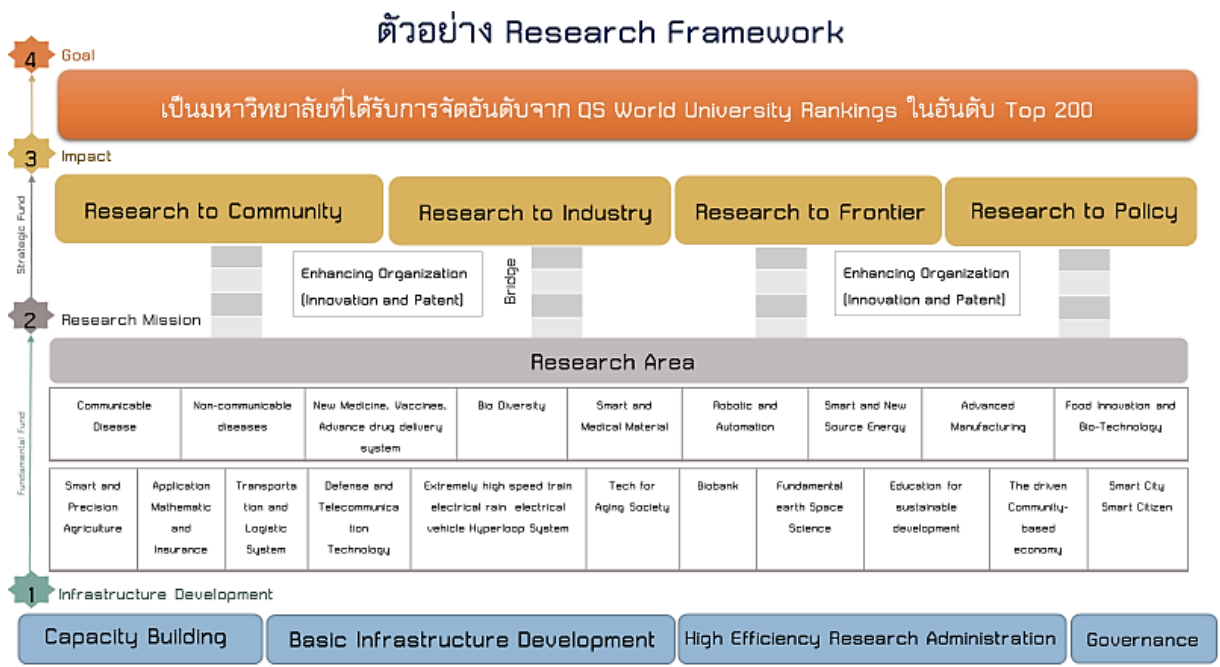 ตัวอย่าง Research Framework
4
Goal
เป็นมหาวิทยาลัยที่ได้รับการจัดอันดับจาก QS World University Rankings ในอันดับ Top 200
3
Impact
Research to Community
Research to Industry
Research to Frontier
Research to Policy
Strategic Fund
Enhancing Organization
(Innovation and Patent)
Bridge
Enhancing Organization
(Innovation and Patent)
2
Research Mission
Research Area
Communicable
Disease
Non-communicable
diseases
New Medicine, Vaccines,
Advance drug delivery
system
Bio Diversity
Smart and
Medical Material
Robotic and
Automation
Smart and New
Source Energy
Advanced
Manufacturing
Food Innovation and
Bio-Technology
Fundamental Fund
Smart and
Precision
Agriculture
Application
Mathematic
and
Insurance
Transporta
tion and
Logistic
System
Defense and
Telecommunica
tion
Technology
Extremely high speed train
electrical rain electrical
vehicle Hyperloop System
Tech for
Aging Society
Biobank
Fundamental
earth Space
Science
Education for
sustainable
development
The driven
Community-
based
economy
Smart City
Smart Citizen
1
Infrastructure Development
Capacity Building
Basic Infrastructure Development
High Efficiency Research Administration
Governance